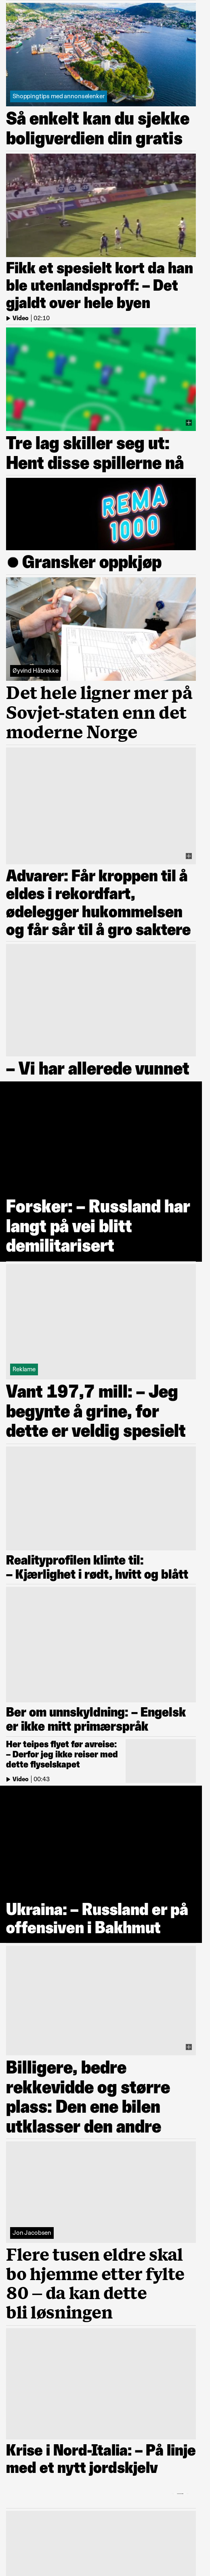 Shoppingtips med annonselenker
Så enkelt kan du sjekke
boligverdien din gratis
Fikk et spesielt kort da han
ble utenlandsproff: – Det
gjaldt over hele byen
Video | 02:10
Tre lag skiller seg ut:
Hent disse spillerne nå
REMA
1000
● Gransker oppkjøp
Øyvind Håbrekke
Det hele ligner mer på
Sovjet-staten enn det
moderne Norge
Advarer: Får kroppen til å
eldes i rekordfart,
ødelegger hukommelsen
og får sår til å gro saktere
– Vi har allerede vunnet
Forsker: – Russland har
langt på vei blitt
demilitarisert
Reklame
Vant 197,7 mill: – Jeg
begynte å grine, for
dette er veldig spesielt
Realityprofilen klinte til:
– Kjærlighet i rødt, hvitt og blått
Ber om unnskyldning: – Engelsk
er ikke mitt primærspråk
Her teipes flyet før avreise:
– Derfor jeg ikke reiser med
dette flyselskapet
Video | 00:43
Ukraina: – Russland er på
offensiven i Bakhmut
Billigere, bedre
rekkevidde og større
plass: Den ene bilen
utklasser den andre
Jon Jacobsen
Flere tusen eldre skal
bo hjemme etter fylte
80 – da kan dette
bli løsningen
Krise i Nord-Italia: – På linje
med et nytt jordskjelv